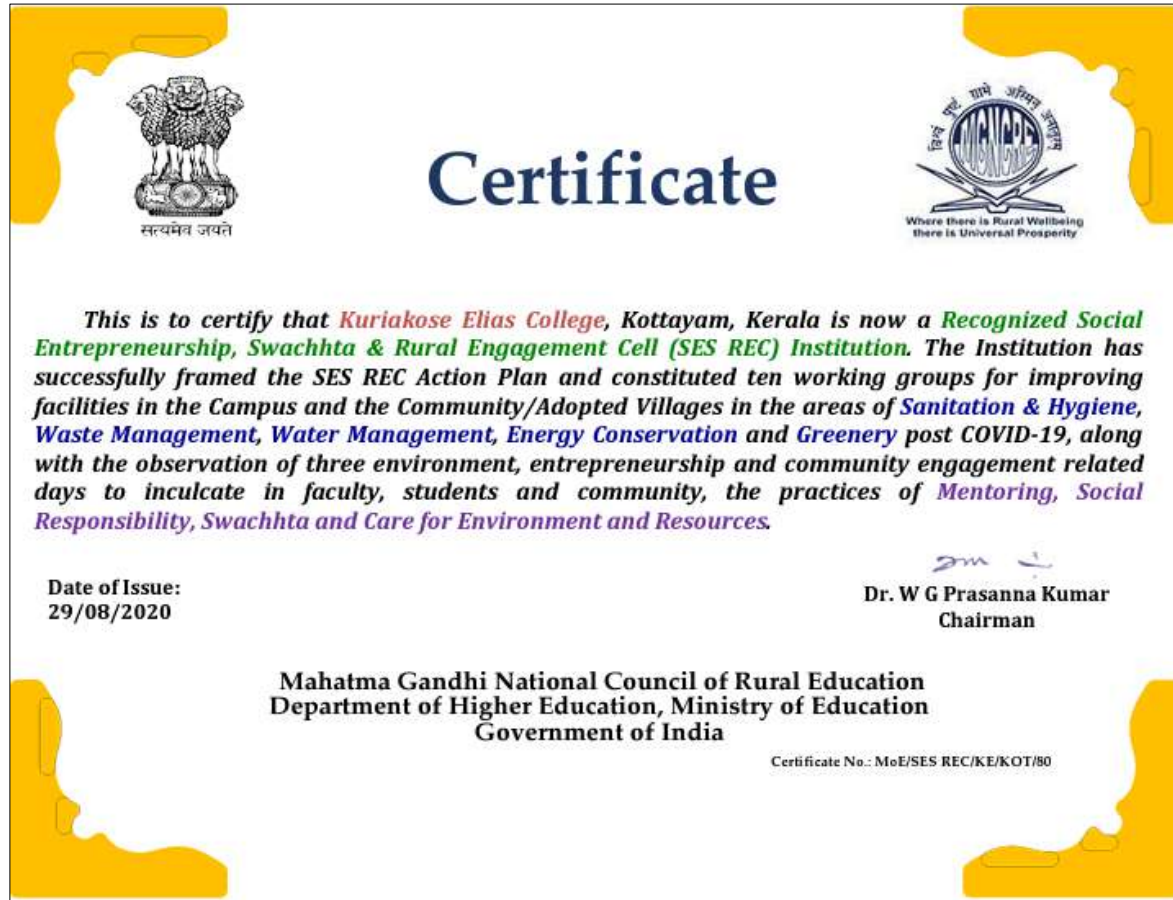 सत्यमेव जयते
Certificate
विश्वं पुष्टं ग्रामे अस्मिन् अनातुरम्
MGNCRE
Where there is Rural Wellbeing
there is Universal Prosperity
This is to certify that Kuriakose Elias College, Kottayam, Kerala is now a Recognized Social
Entrepreneurship, Swachhta & Rural Engagement Cell (SES REC) Institution. The Institution has
successfully framed the SES REC Action Plan and constituted ten working groups for improving
facilities in the Campus and the Community/Adopted Villages in the areas of Sanitation & Hygiene,
Waste Management, Water Management, Energy Conservation and Greenery post COVID-19, along
with the observation of three environment, entrepreneurship and community engagement related
days to inculcate in faculty, students and community, the practices of Mentoring, Social
Responsibility, Swachhta and Care for Environment and Resources.
Date of Issue:
29/08/2020
Dr. W G Prasanna Kumar
Chairman
Mahatma Gandhi National Council of Rural Education
Department of Higher Education, Ministry of Education
Government of India
Certificate No.: MoE/SES REC/KE/KOT/80